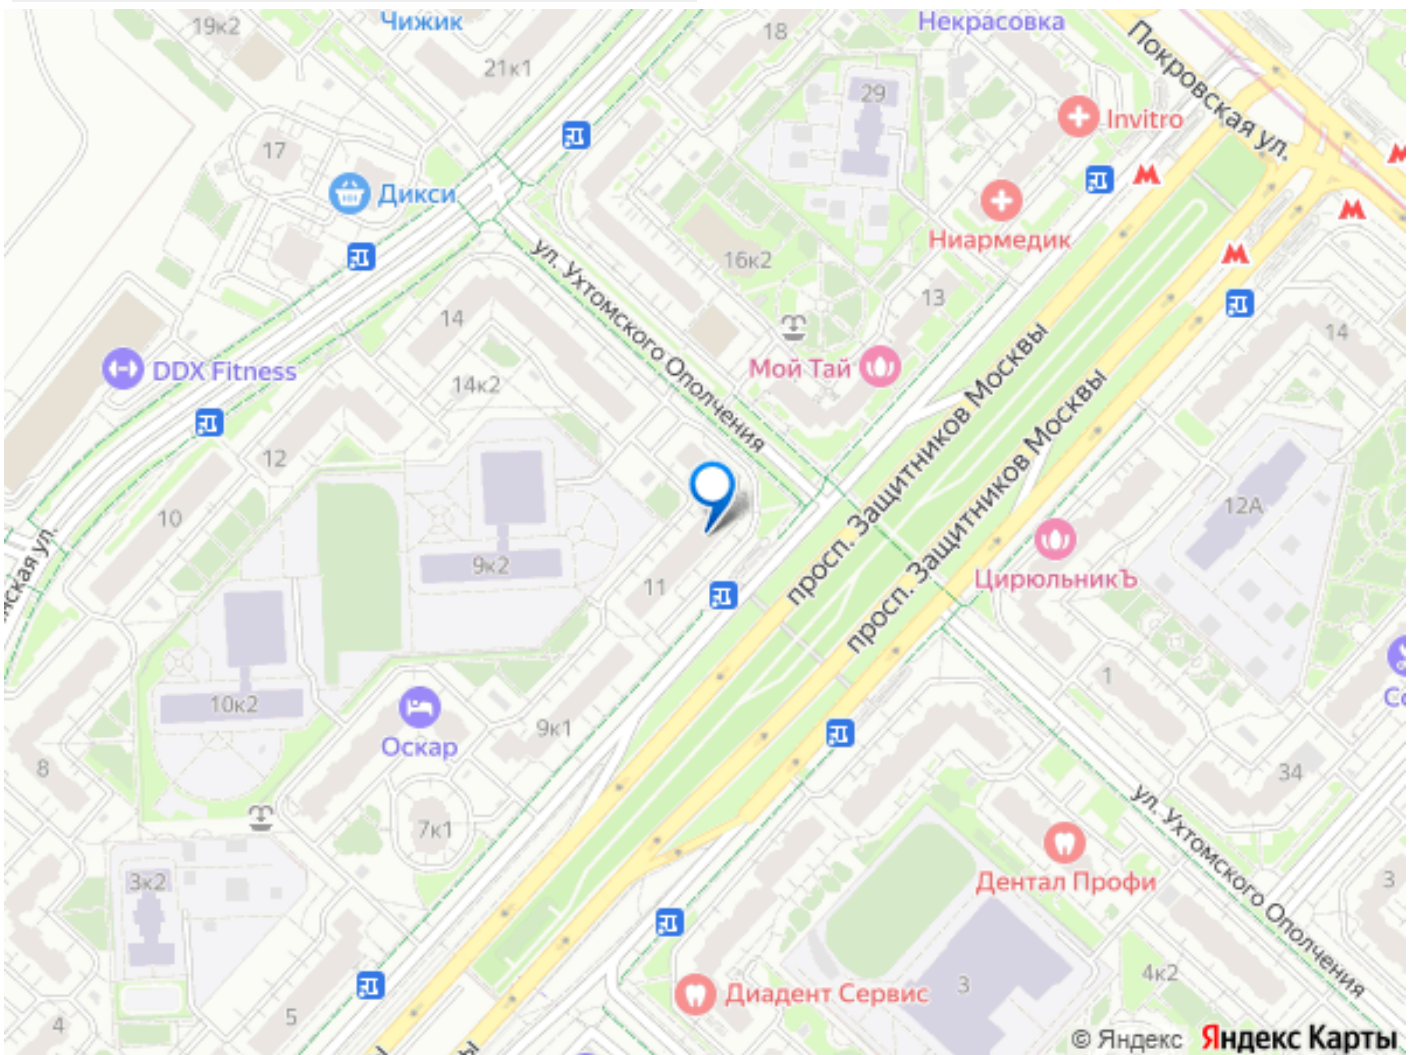 19к2
Чижик
18
Некрасовка
Покровская ул.
21к1
29
Invitro
17
Дикси
Ниармедик
ул. Ухтомского Ополчения
16к2
13
14
14
DDX Fitness
14к2
Мой Тай
просп. Защитников Москвы
просп. Защитников Москвы
12
10
12А
9к2
11
ЦирюльникЪ
1
10к2
9к1
Оскар
8
34
7к1
ул. Ухтомского Ополчения
Дентал Профи
3к2
3
4к2
Диадент Сервис
3
5
4
© Яндекс Яндекс Карты